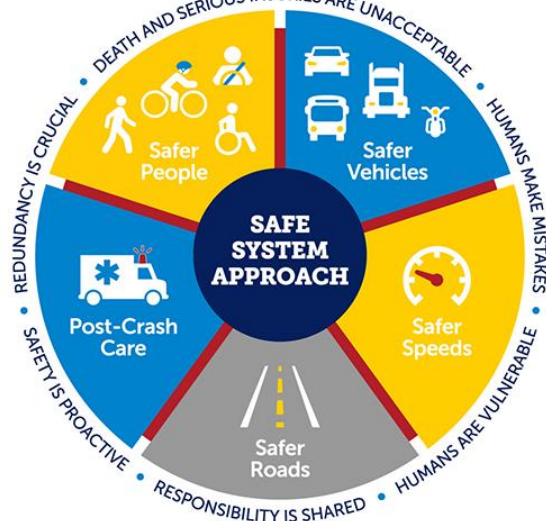 DEATH AND SERIOUS INJURIES ARE UNACCEPTABLE
HUMANS MAKE MISTAKES
HUMANS ARE VULNERABLE
RESPONSIBILITY IS SHARED
SAFETY IS PROACTIVE
REDUNDANCY IS CRUCIAL
Safer
People
Safer
Vehicles
SAFE
SYSTEM
APPROACH
Post-Crash
Care
Safer
Speeds
Safer
Roads